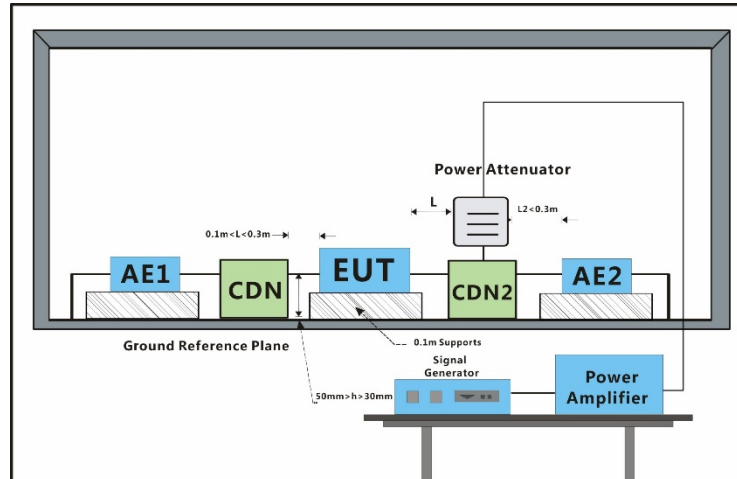 Power Attenuator
L
L2<0.3m
0.1m<L<0.3m
AE1
CDN
EUT
CDN2
AE2
Ground Reference Plane
0.1m Supports
50mm>h>30mm
Signal
Generator
Power
Amplifier